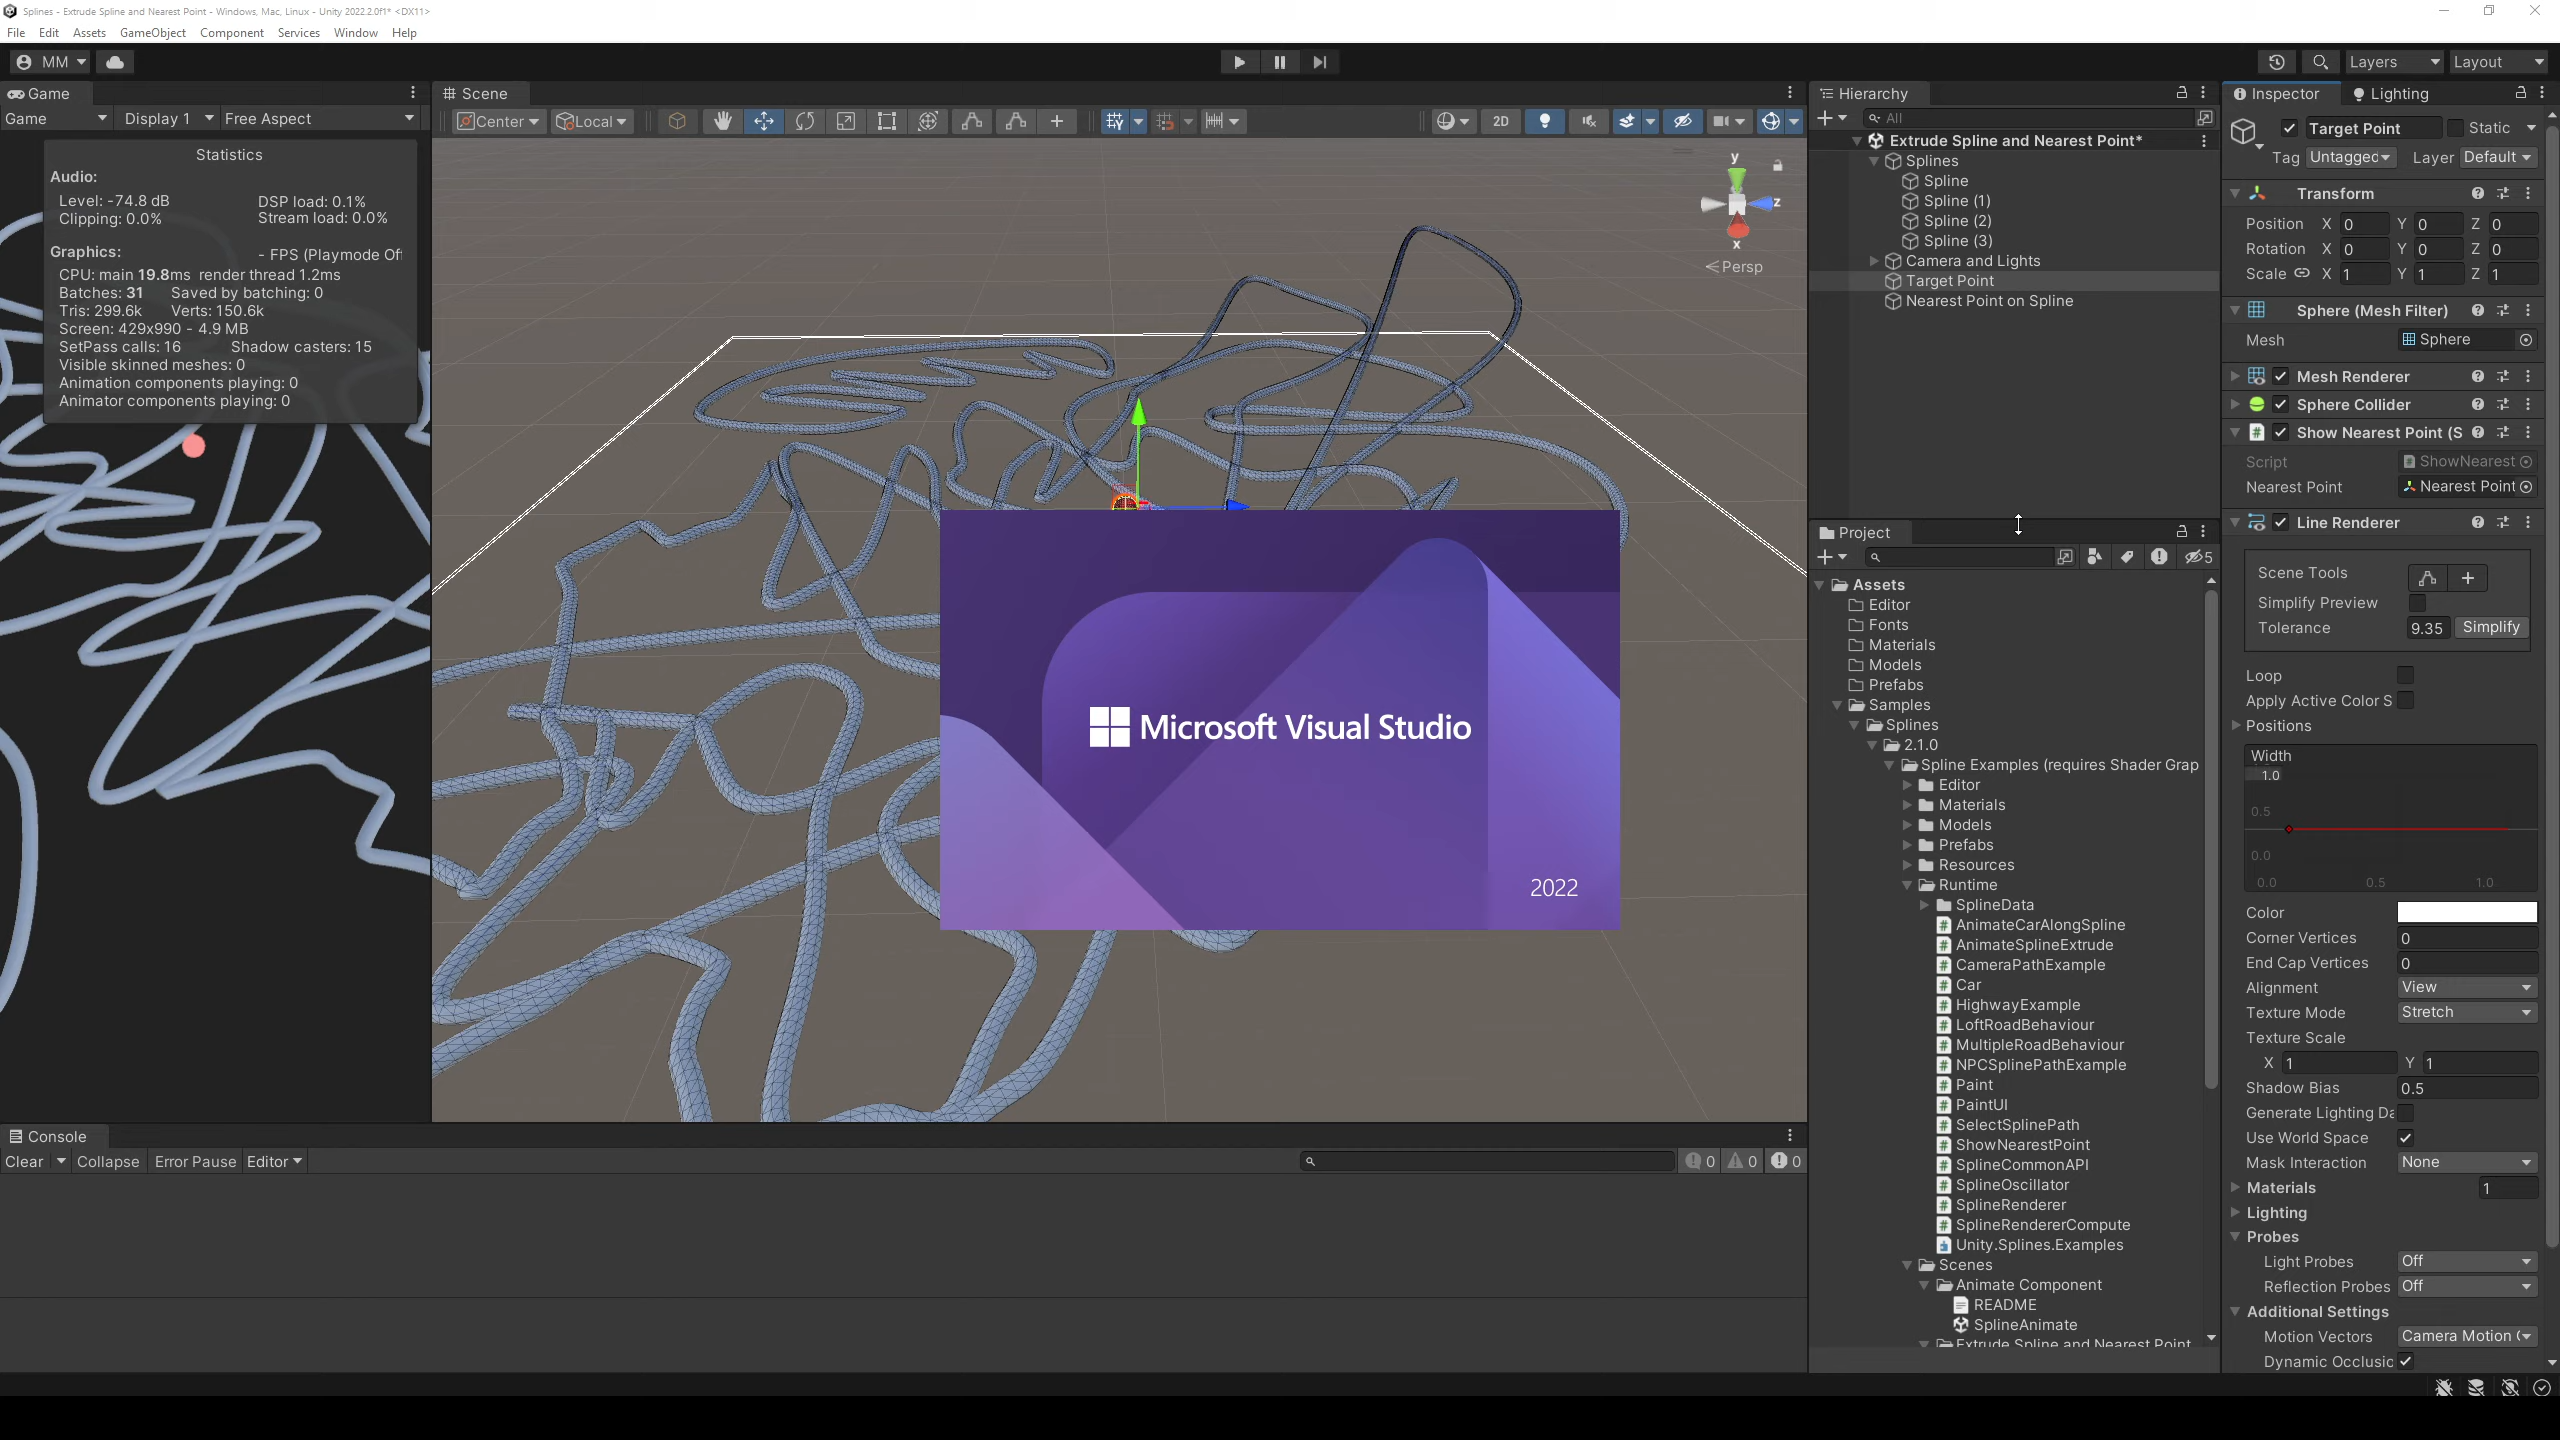 Splines - Extrude Spline and Nearest Point - Windows, Mac, Linux - Unity 2022.2.0f1* <DX11>
File Edit Assets GameObject Component Services Window Help
MM Layers Layout
Game
Game Display 1 Free Aspect
Statistics
Audio:
Level: -74.8 dB DSP load: 0.1%
Clipping: 0.0% Stream load: 0.0%
Graphics: - FPS (Playmode Of
CPU: main 19.8ms render thread 1.2ms
Batches: 31 Saved by batching: 0
Tris: 299.6k Verts: 150.6k
Screen: 429x990 - 4.9 MB
SetPass calls: 16 Shadow casters: 15
Visible skinned meshes: 0
Animation components playing: 0
Animator components playing: 0
Scene
Center Local 2D
y
z
x
Persp
Microsoft Visual Studio
2022
Console
Clear Collapse Error Pause Editor 0 0 0
Hierarchy
All
Extrude Spline and Nearest Point*
Splines
Spline
Spline (1)
Spline (2)
Spline (3)
Camera and Lights
Target Point
Nearest Point on Spline
Project
5
Assets
Editor
Fonts
Materials
Models
Prefabs
Samples
Splines
2.1.0
Spline Examples (requires Shader Grap
Editor
Materials
Models
Prefabs
Resources
Runtime
SplineData
AnimateCarAlongSpline
AnimateSplineExtrude
CameraPathExample
Car
HighwayExample
LoftRoadBehaviour
MultipleRoadBehaviour
NPCSplinePathExample
Paint
PaintUI
SelectSplinePath
ShowNearestPoint
SplineCommonAPI
SplineOscillator
SplineRenderer
SplineRendererCompute
Unity.Splines.Examples
Scenes
Animate Component
README
SplineAnimate
Extrude Spline and Nearest Point
Inspector Lighting
Target Point Static
Tag Untagged Layer Default
Transform
Position X 0 Y 0 Z 0
Rotation X 0 Y 0 Z 0
Scale X 1 Y 1 Z 1
Sphere (Mesh Filter)
Mesh Sphere
Mesh Renderer
Sphere Collider
Show Nearest Point (S
Script ShowNearest
Nearest Point Nearest Point
Line Renderer
Scene Tools
Simplify Preview
Tolerance 9.35 Simplify
Loop
Apply Active Color S
Positions
Width
1.0
0.5
0.0
0.0 0.5 1.0
Color
Corner Vertices 0
End Cap Vertices 0
Alignment View
Texture Mode Stretch
Texture Scale
X 1 Y 1
Shadow Bias 0.5
Generate Lighting Da
Use World Space
Mask Interaction None
Materials 1
Lighting
Probes
Light Probes Off
Reflection Probes Off
Additional Settings
Motion Vectors Camera Motion
Dynamic Occlusic